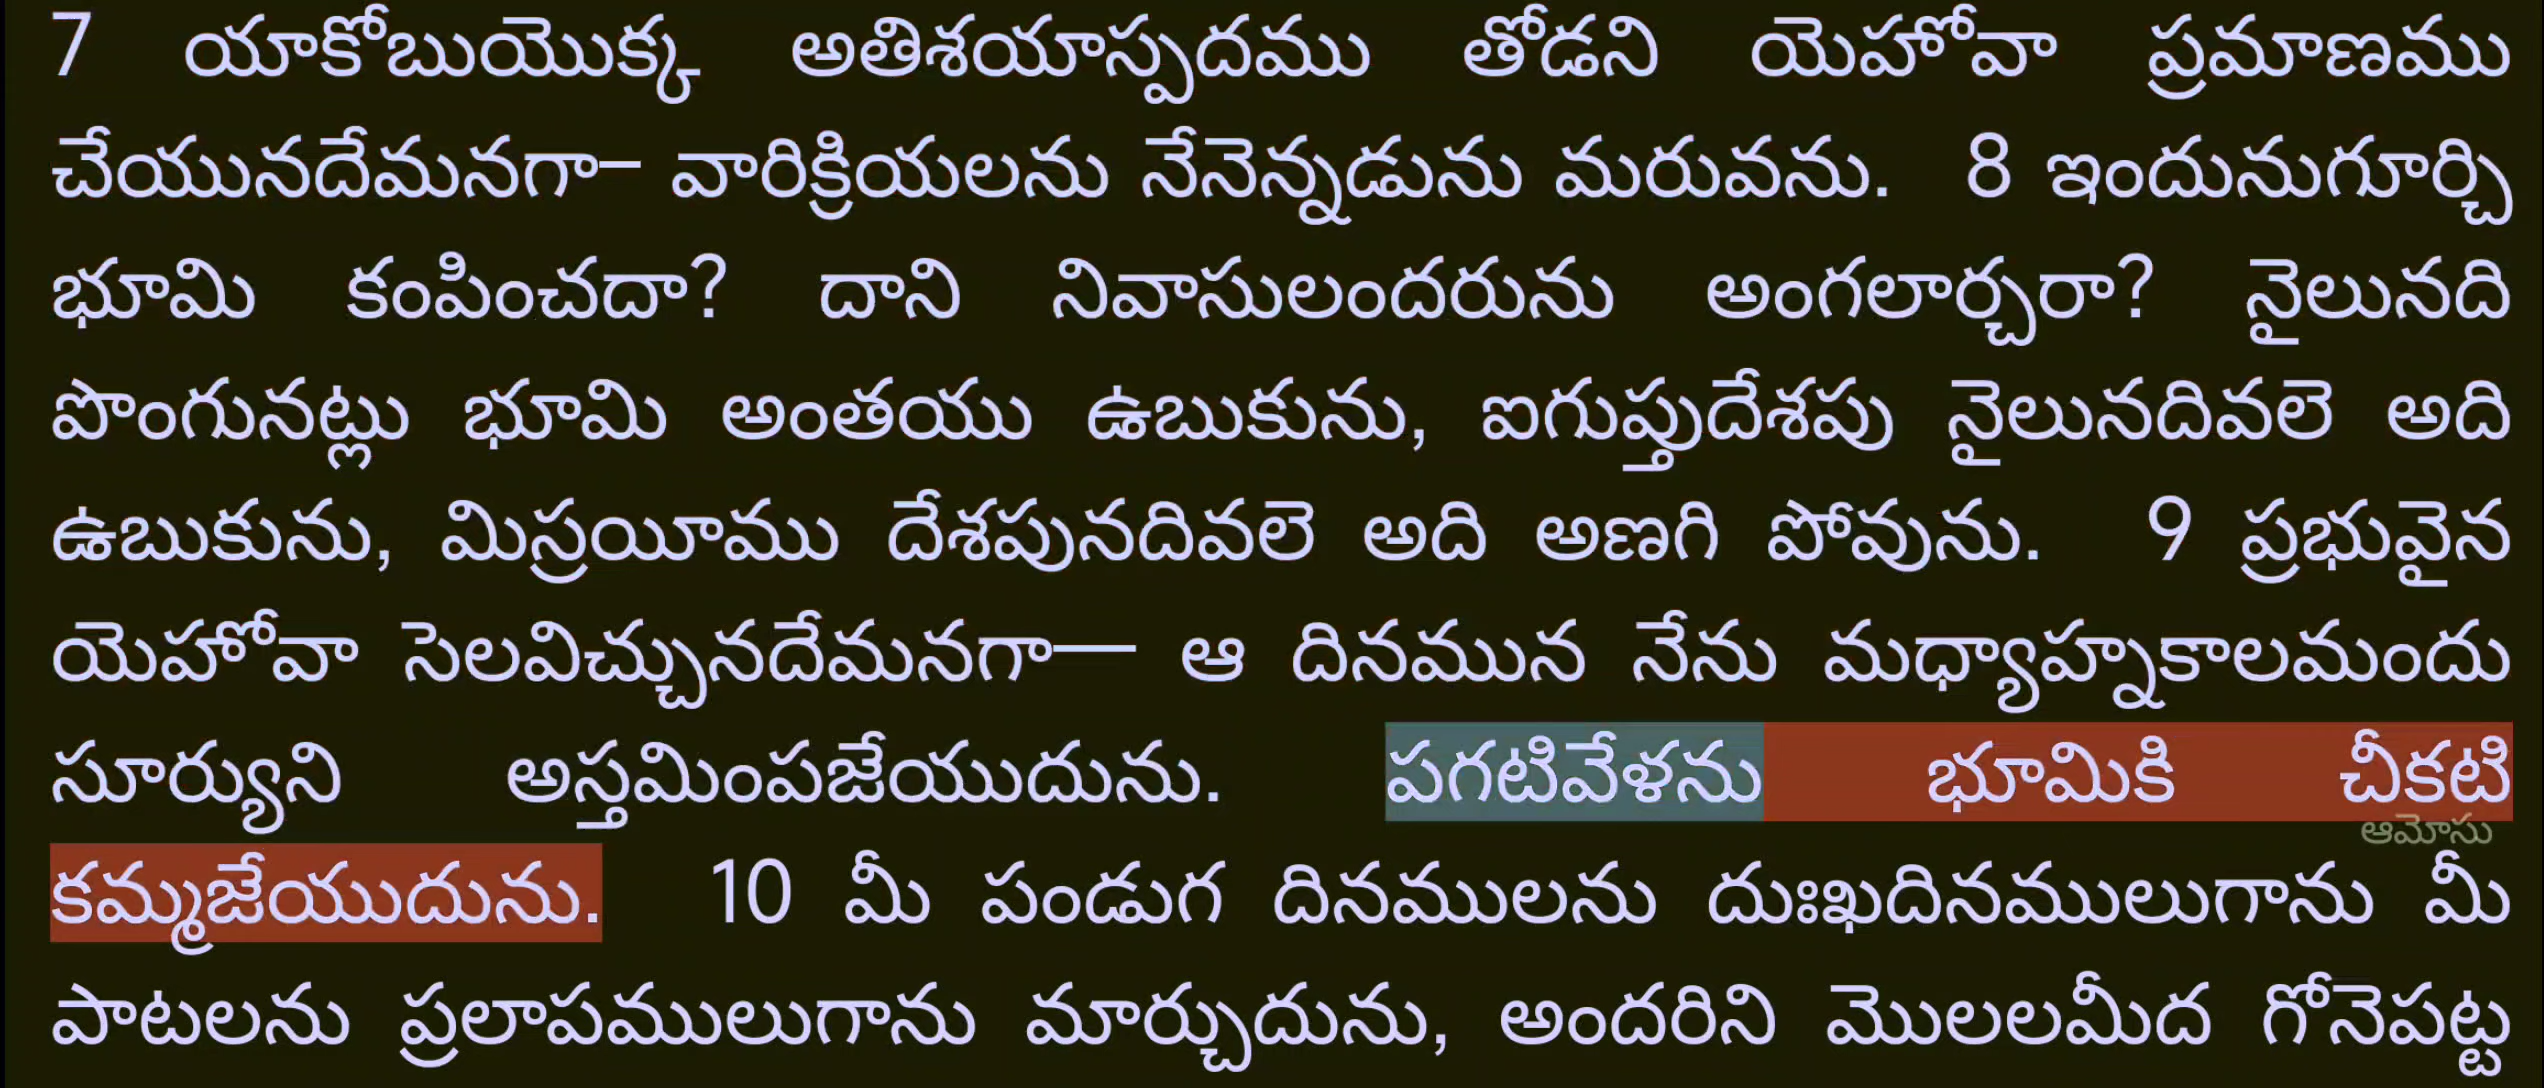 7 యాకోబుయొక్క అతిశయాస్పదము తోడని యెహోవా ప్రమాణము
చేయునదేమనగా– వారిక్రియలను నేనెన్నడును మరువను. 8 ఇందునుగూర్చి
భూమి కంపించదా? దాని నివాసులందరును అంగలార్చరా? నైలునది
పొంగునట్లు భూమి అంతయు ఉబుకును, ఐగుప్తుదేశపు నైలునదివలె అది
ఉబుకును, మిస్రయీము దేశపునదివలె అది అణగి పోవును. 9 ప్రభువైన
యెహోవా సెలవిచ్చునదేమనగా— ఆ దినమున నేను మధ్యాహ్నకాలమందు
సూర్యుని అస్తమింపజేయుదును. పగటివేళను భూమికి చీకటి
ఆమోసు
కమ్మజేయుదును. 10 మీ పండుగ దినములను దుఃఖదినములుగాను మీ
పాటలను ప్రలాపములుగాను మార్చుదును, అందరిని మొలలమీద గోనెపట్ట